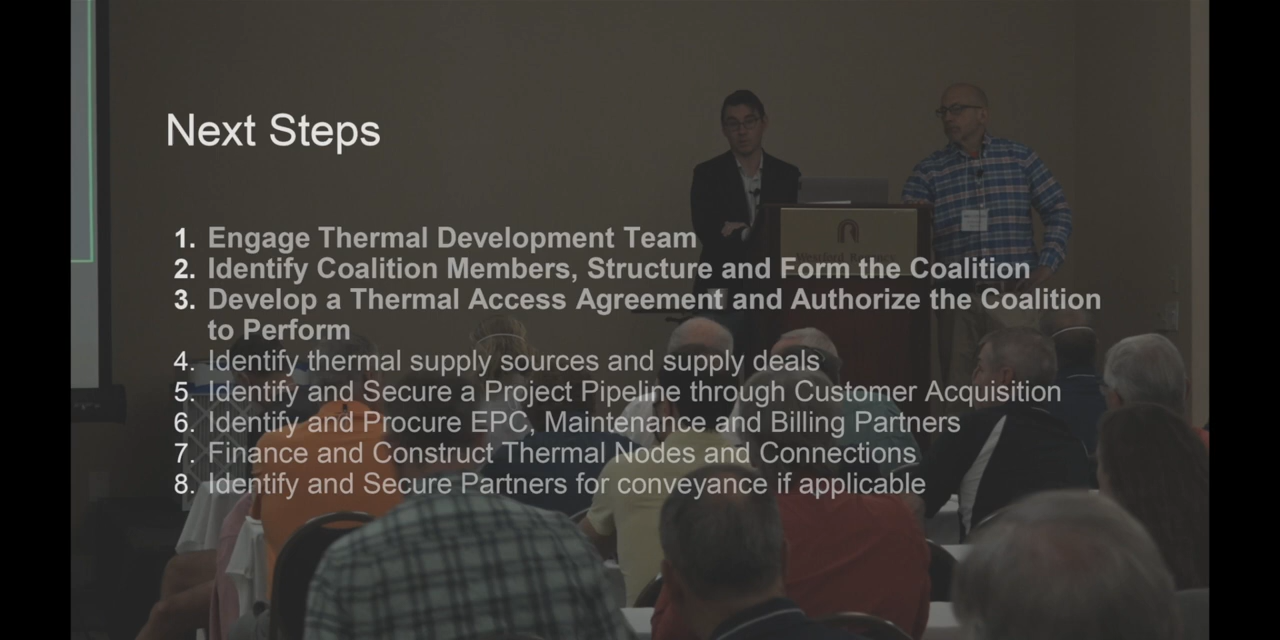 Next Steps
1. Engage Thermal Development Team
2. Identify Coalition Members, Structure and Form the Coalition
3. Develop a Thermal Access Agreement and Authorize the Coalition
to Perform
4. Identify thermal supply sources and supply deals
5. Identify and Secure a Project Pipeline through Customer Acquisition
6. Identify and Procure EPC, Maintenance and Billing Partners
7. Finance and Construct Thermal Nodes and Connections
8. Identify and Secure Partners for conveyance if applicable